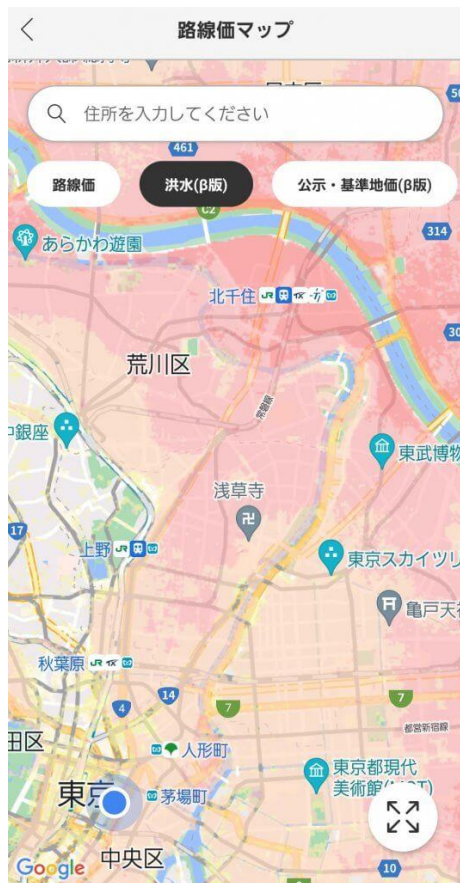 路線価マップ
住所を入力してください
461
路線価
洪水(β版)
公示・基準地価(β版)
C2
314
あらかわ遊園
北千住
荒川区
常磐線
銀座
東武博物
浅草寺
17
上野
東京スカイツリ
亀戸天
秋葉原
14
4
7
7
都営新宿線
田区
人形町
東京
茅場町
東京都現代
美術館(MOT)
中央区
Google
10